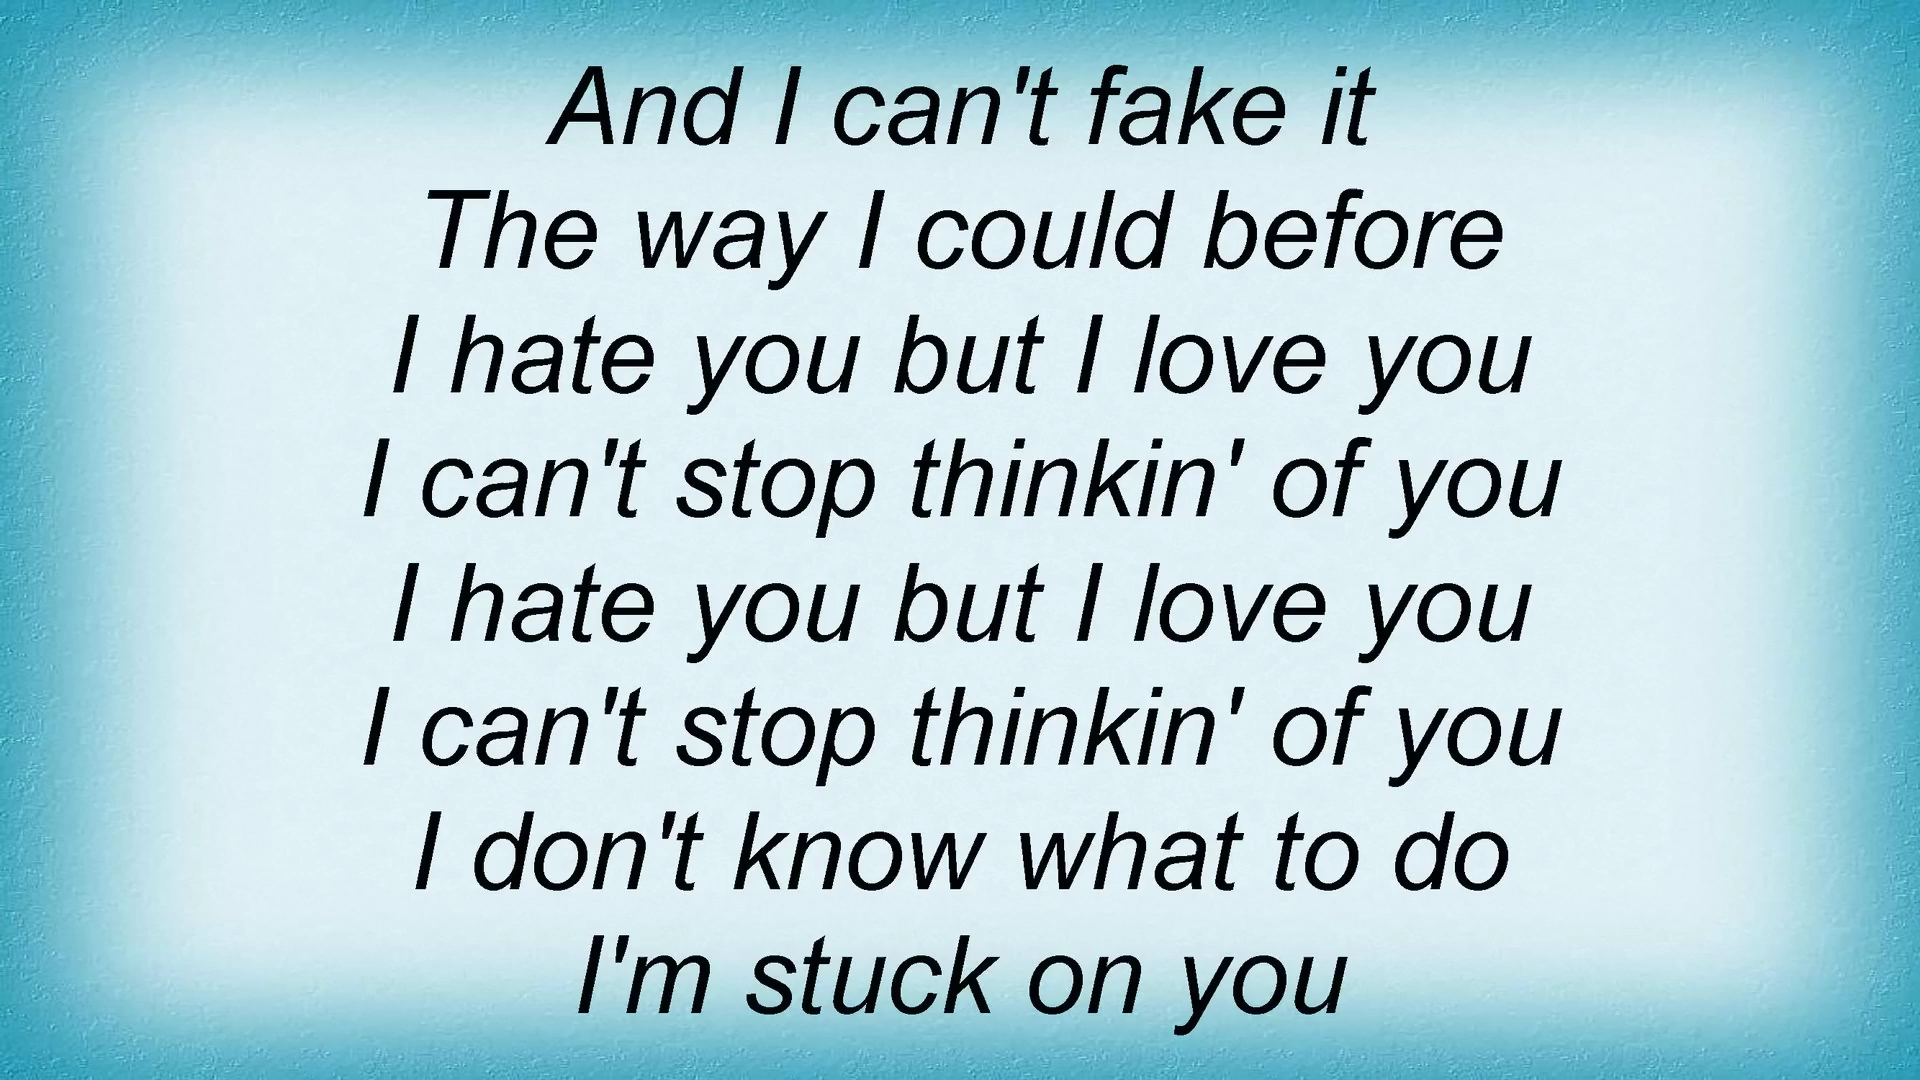 And I can't fake it
The way I could before
I hate you but I love you
I can't stop thinkin' of you
I hate you but I love you
I can't stop thinkin' of you
I don't know what to do
I'm stuck on you